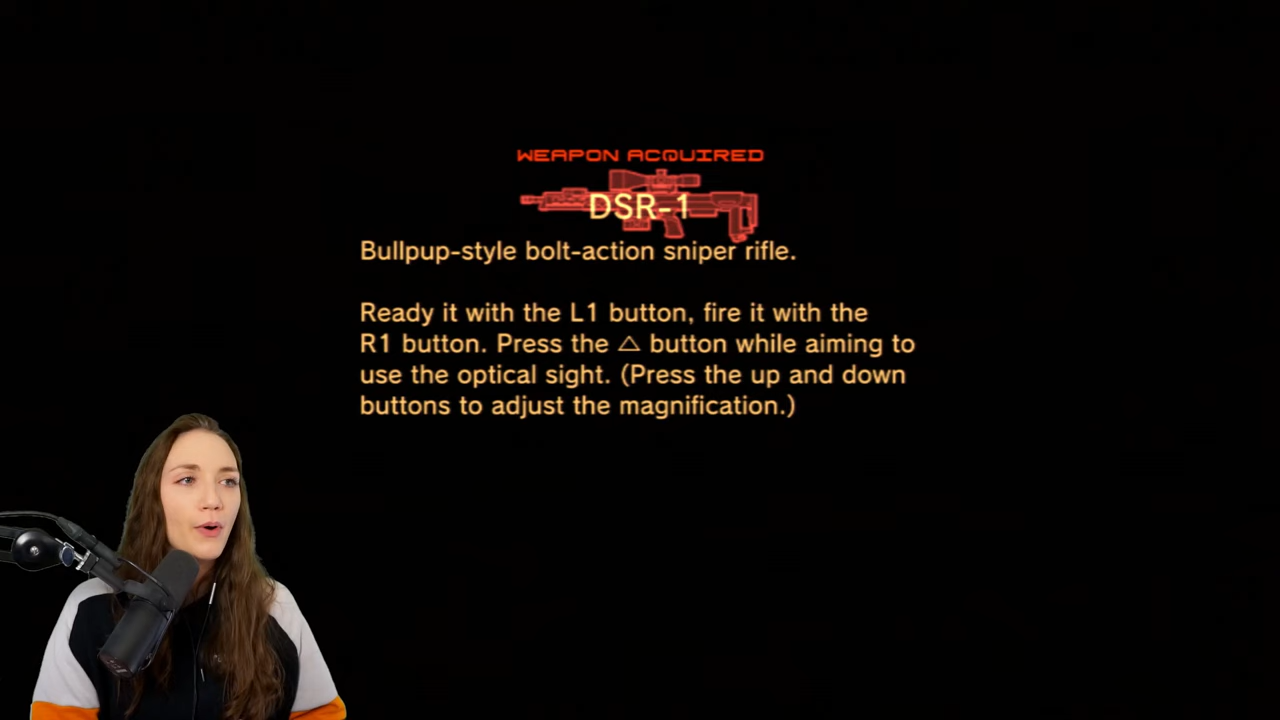 WEAPON ACQUIRED
DSR-1
Bullpup-style bolt-action sniper rifle.
Ready it with the L1 button, fire it with the
R1 button. Press the △ button while aiming to
use the optical sight. (Press the up and down
buttons to adjust the magnification.)